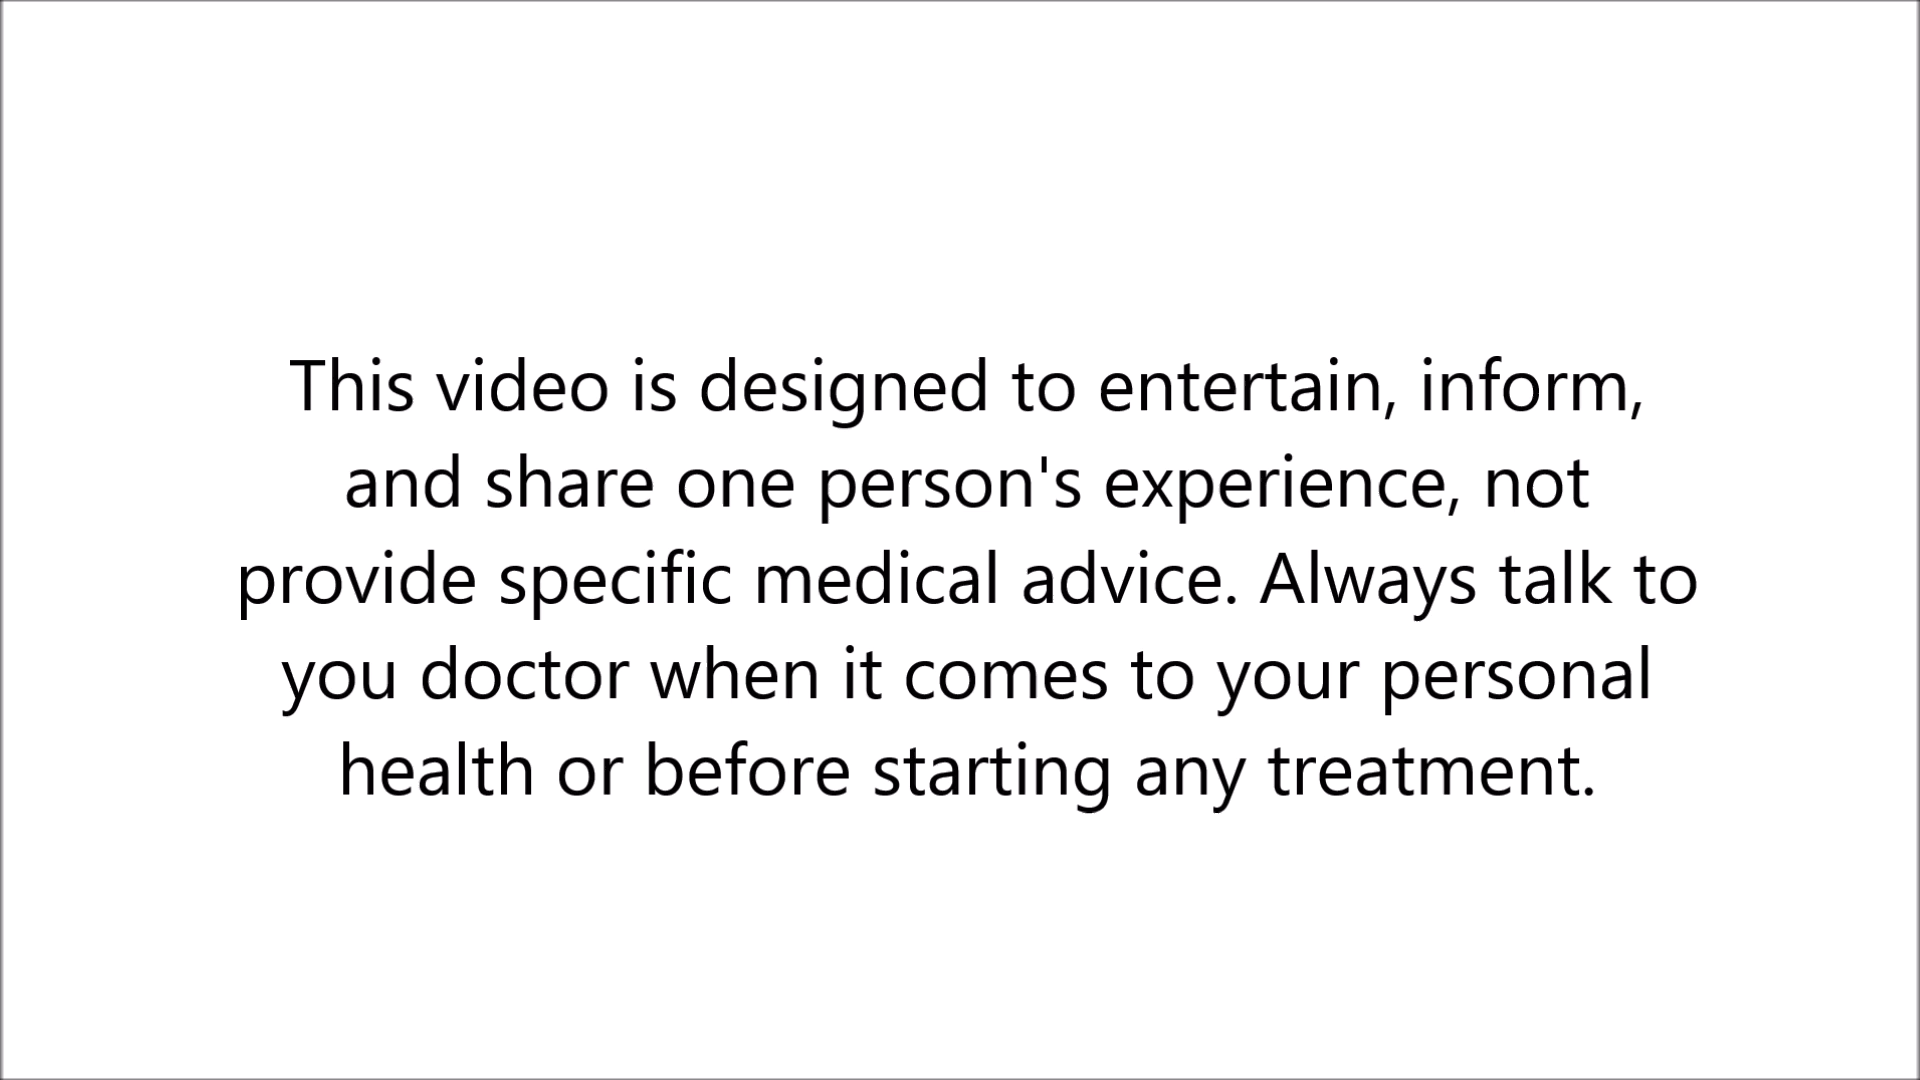 This video is designed to entertain, inform,
and share one person's experience, not
provide specific medical advice. Always talk to
you doctor when it comes to your personal
health or before starting any treatment.